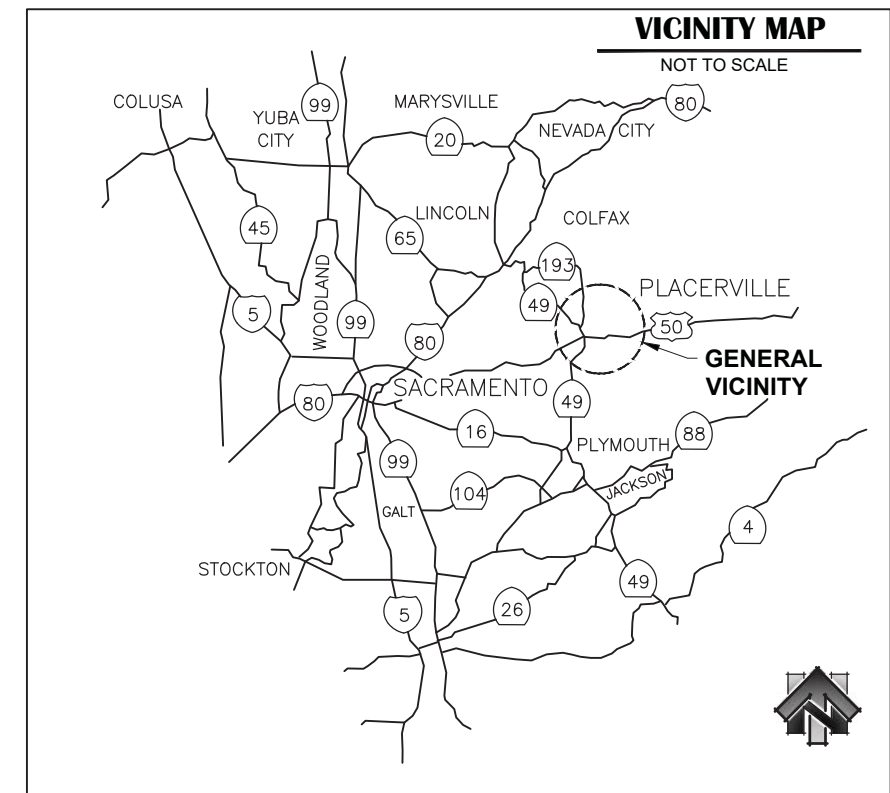 VICINITY MAP
NOT TO SCALE
COLUSA
YUBA
CITY
99
MARYSVILLE
20
NEVADA CITY
80
45
65
LINCOLN
COLFAX
193
5
WOODLAND
99
49
PLACERVILLE
50
80
GENERAL
VICINITY
80
SACRAMENTO
49
16
PLYMOUTH
88
99
104
JACKSON
GALT
4
STOCKTON
49
5
26
N